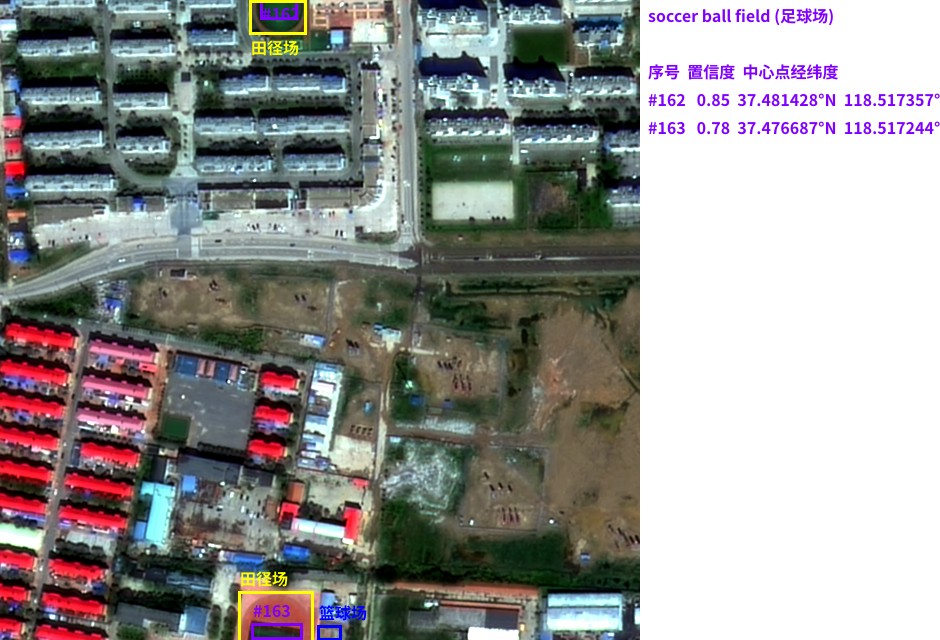 soccer ball field (足球场)
序号 置信度 中心点经纬度
#162 0.85 37.481428°N 118.517357°
#163 0.78 37.476687°N 118.517244°
#162
田径场
田径场
#163
篮球场